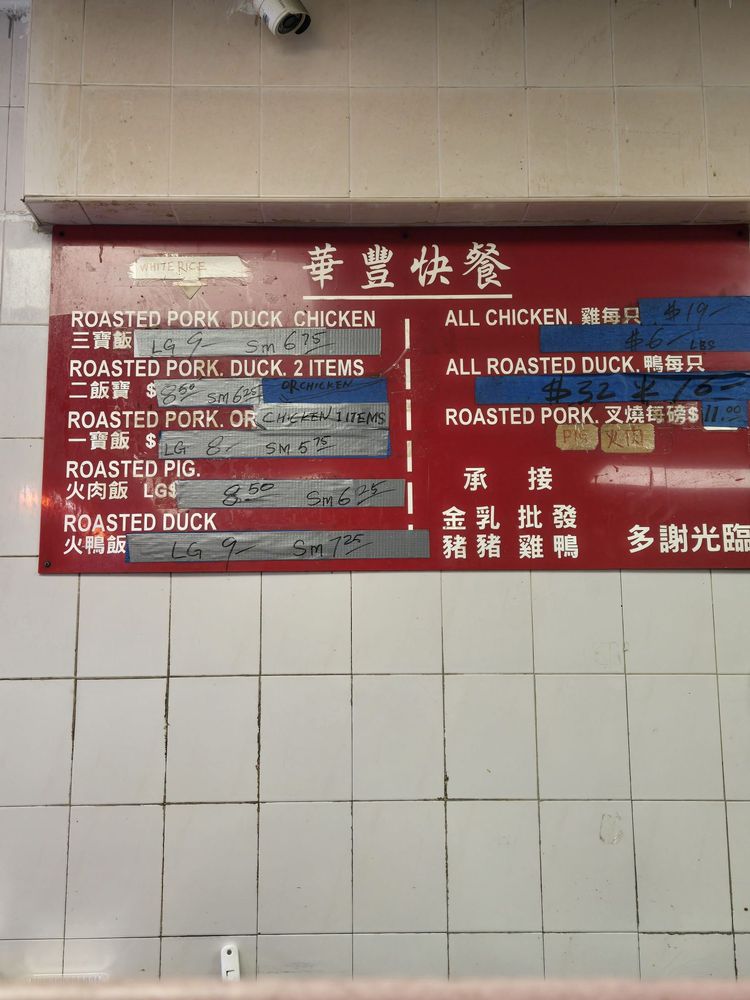 華豐快餐
WHITE RICE
ROASTED PORK. DUCK. CHICKEN
三寶飯 LG 9- Sm 6 75
ROASTED PORK. DUCK. 2 ITEMS
二飯寶 $8 50 Sm 6 25 OR CHICKEN
ROASTED PORK. OR CHICKEN 1 ITEMS
一寶飯 $ LG 8- Sm 5 75
ROASTED PIG.
火肉飯 LG$ 8.50 Sm 6 25
ROASTED DUCK
火鴨飯 LG 9- Sm 7 25
ALL CHICKEN. 雞每只 $19-
$6- LBS
ALL ROASTED DUCK. 鴨每只
$32 16-
ROASTED PORK. 叉燒每磅$11.00
PIG 火肉
承接
金乳 批發
豬豬 雞鴨
多謝光臨